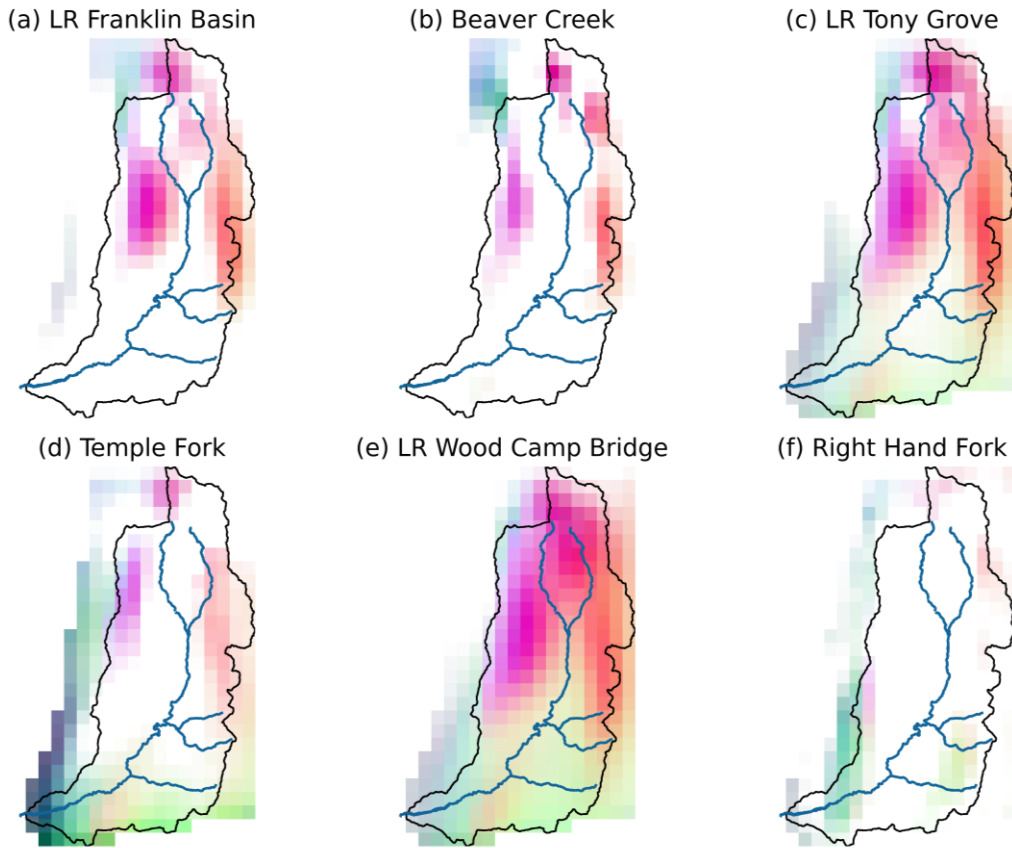 (a) LR Franklin Basin
(b) Beaver Creek
(c) LR Tony Grove
(d) Temple Fork
(e) LR Wood Camp Bridge
(f) Right Hand Fork